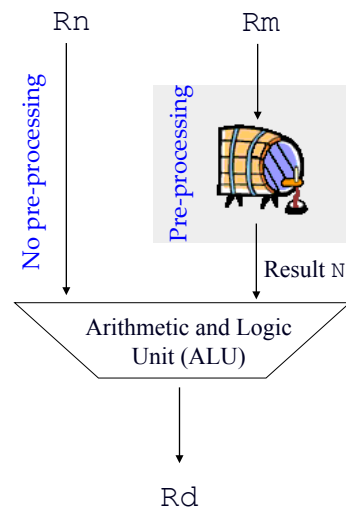 Rn
Rm
No pre-processing
Pre-processing
Result N
Arithmetic and Logic
Unit (ALU)
Rd